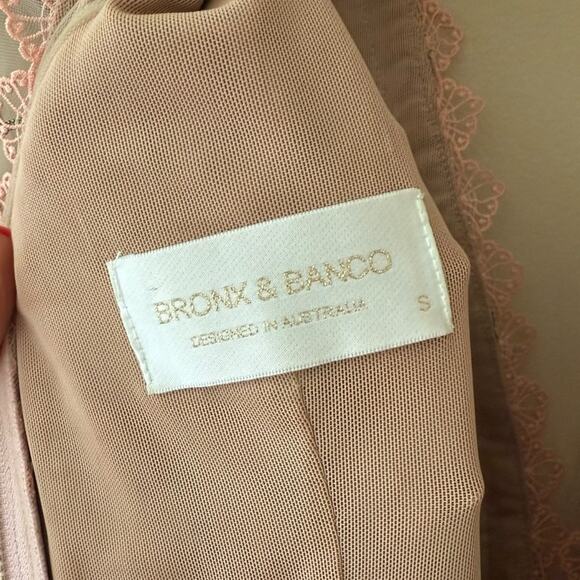 BRONX & BANCO
DESIGNED IN AUSTRALIA
S